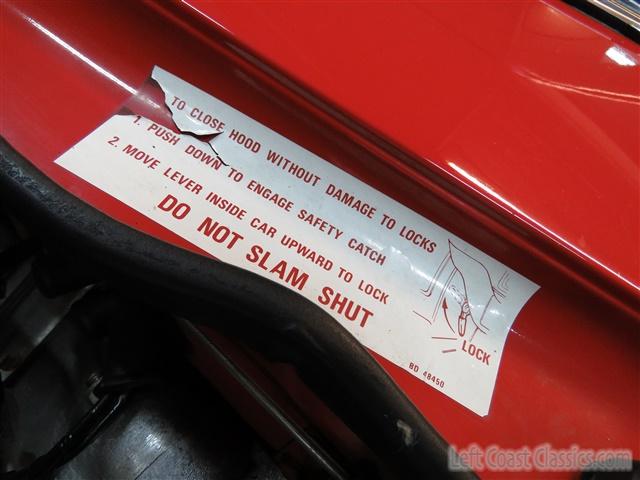 TO CLOSE HOOD WITHOUT DAMAGE TO LOCKS
1. PUSH DOWN TO ENGAGE SAFETY CATCH
2. MOVE LEVER INSIDE CAR UPWARD TO LOCK
DO NOT SLAM SHUT
LOCK
BD 48450
Left Coast Classics.com